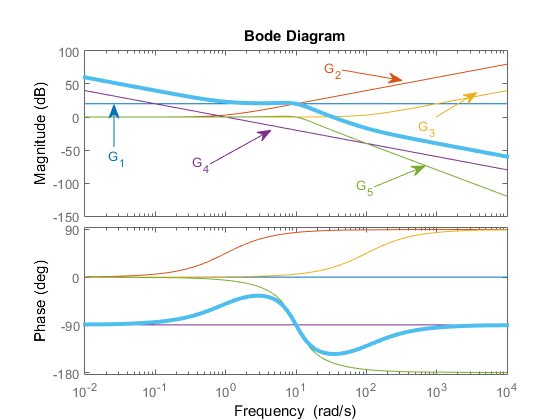 Bode Diagram
Magnitude (dB)
100
50
0
-50
-100
-150
G1
G2
G3
G4
G5
Phase (deg)
90
0
-90
-180
10^-2
10^-1
10^0
10^1
10^2
10^3
10^4
Frequency (rad/s)